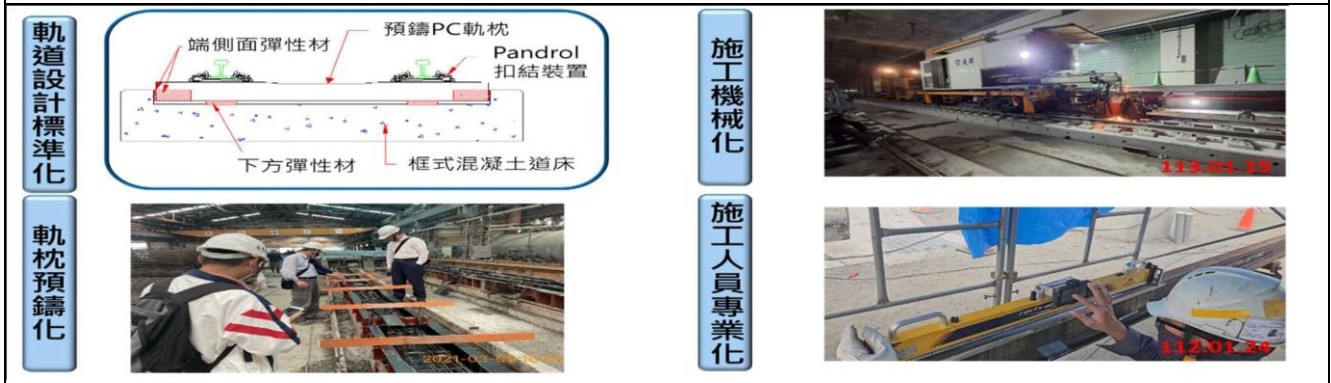 軌道設計標準化
端側面彈性材
預鑄PC軌枕
Pandrol
扣結裝置
下方彈性材
框式混凝土道床
施工機械化
113.01.19
軌枕預鑄化
2021-03-09
施工人員專業化
112.01.24